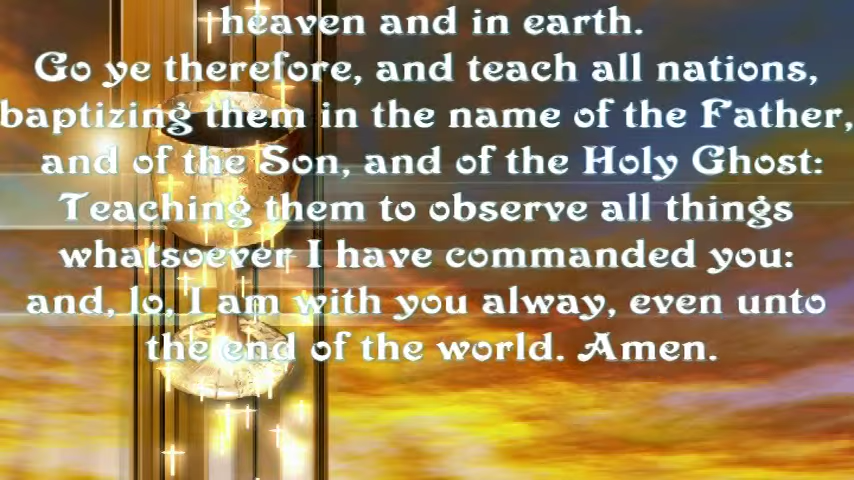 heaven and in earth.
Go ye therefore, and teach all nations,
baptizing them in the name of the Father,
and of the Son, and of the Holy Ghost:
Teaching them to observe all things
whatsoever I have commanded you:
and, lo, I am with you alway, even unto
the end of the world. Amen.